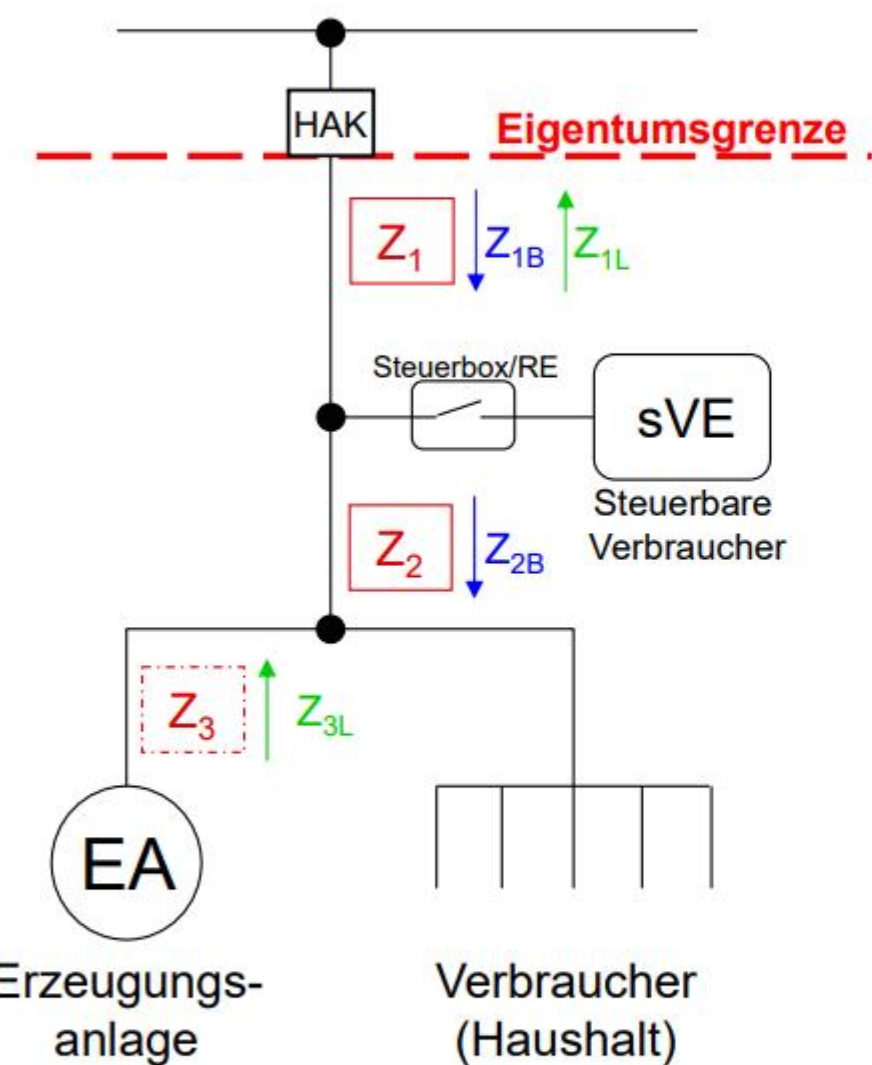 HAK
Eigentumsgrenze
Z1 Z1B Z1L
Steuerbox/RE
sVE
Steuerbare
Verbraucher
Z2 Z2B
Z3 Z3L
EA
Erzeugungs-
anlage
Verbraucher
(Haushalt)